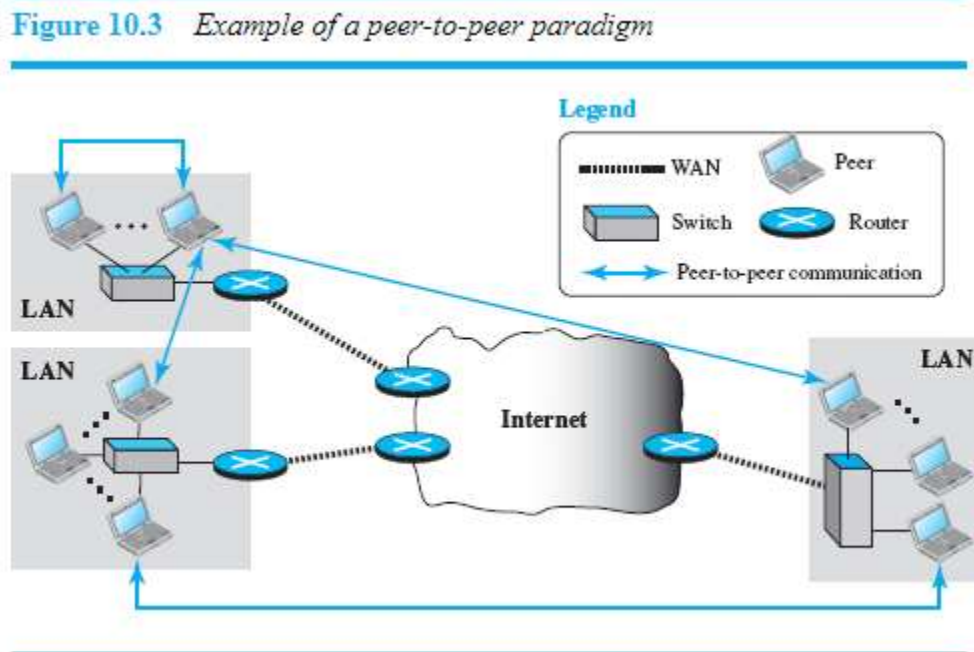 Figure 10.3 Example of a peer-to-peer paradigm
Legend
WAN
Peer
Switch
Router
Peer-to-peer communication
LAN
LAN
LAN
Internet